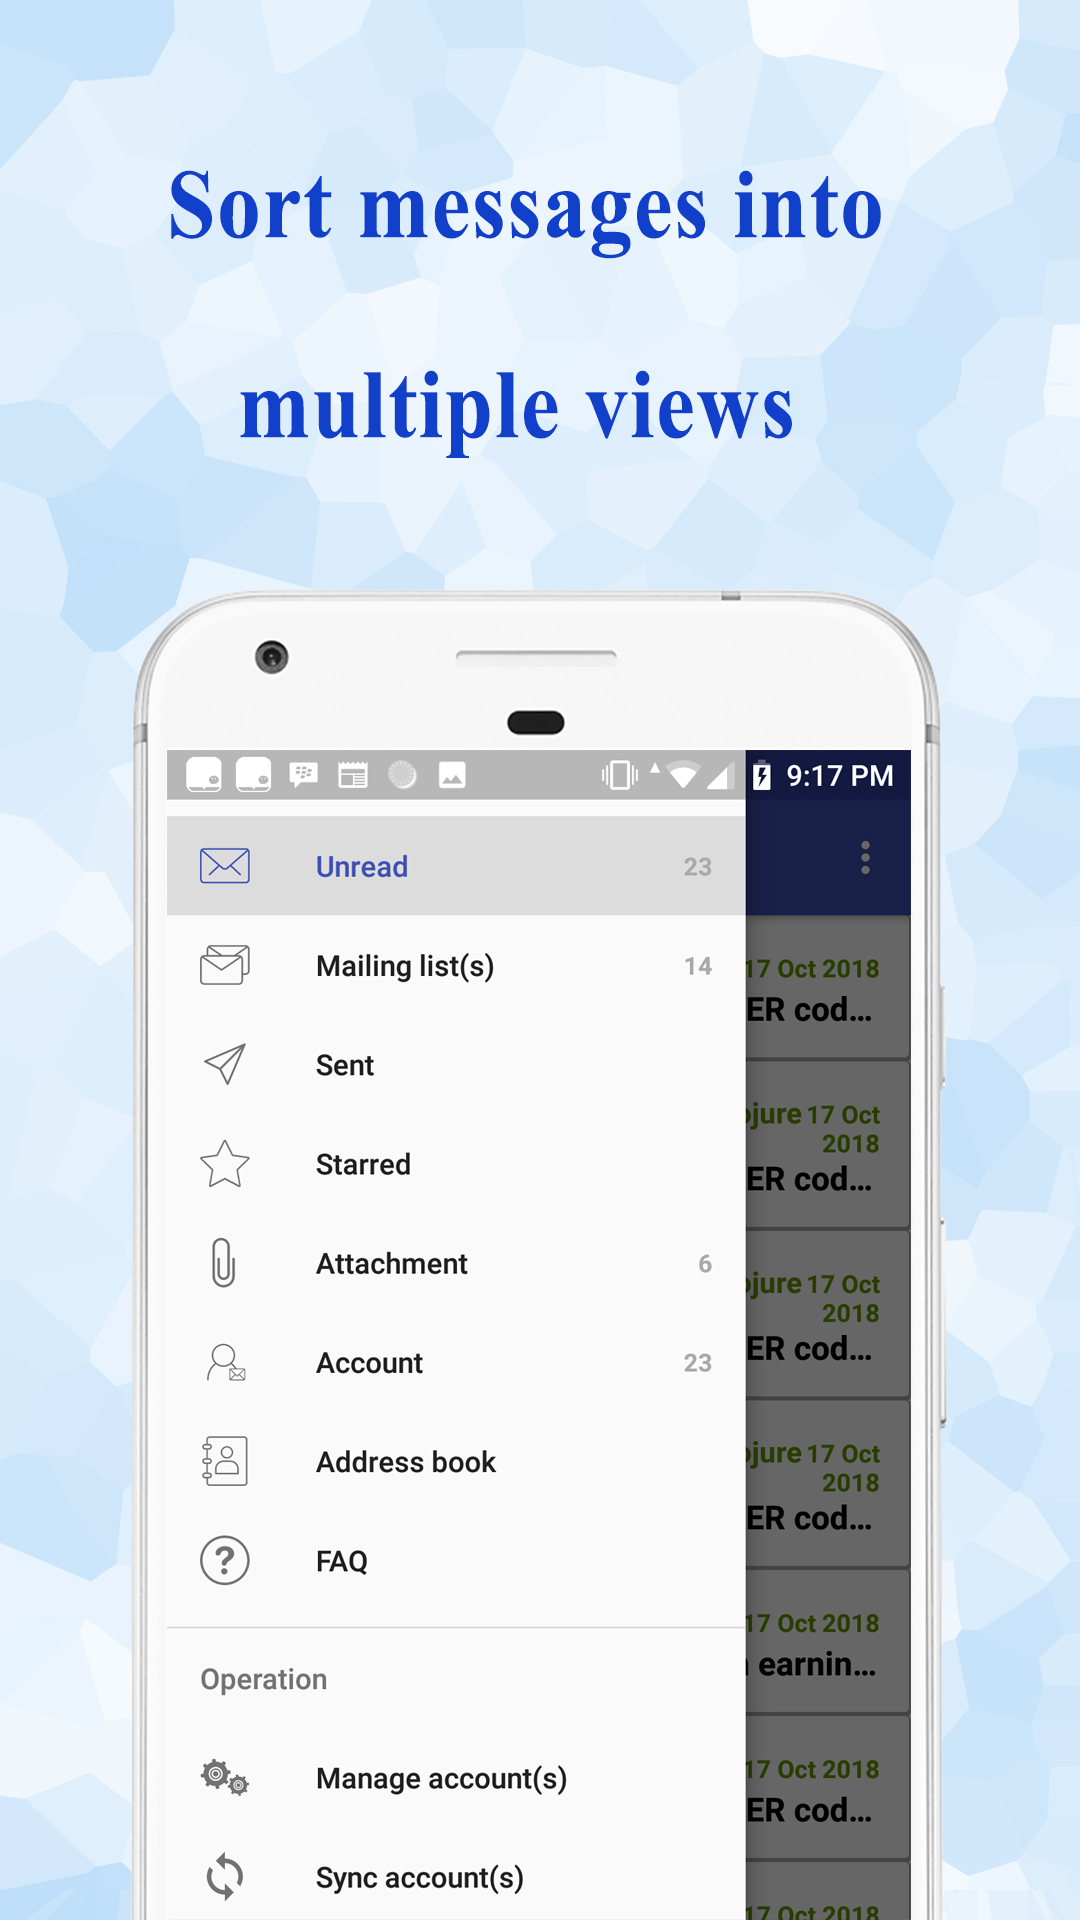 Sort messages into
multiple views
9:17 PM
Unread 23
Mailing list(s) 14
Sent
Starred
Attachment 6
Account 23
Address book
FAQ
Operation
Manage account(s)
Sync account(s)
17 Oct 2018
ER cod...
17 Oct
2018
ER cod...
17 Oct
2018
ER cod...
17 Oct
2018
ER cod...
17 Oct 2018
earnin...
17 Oct 2018
ER cod...
17 Oct 2018